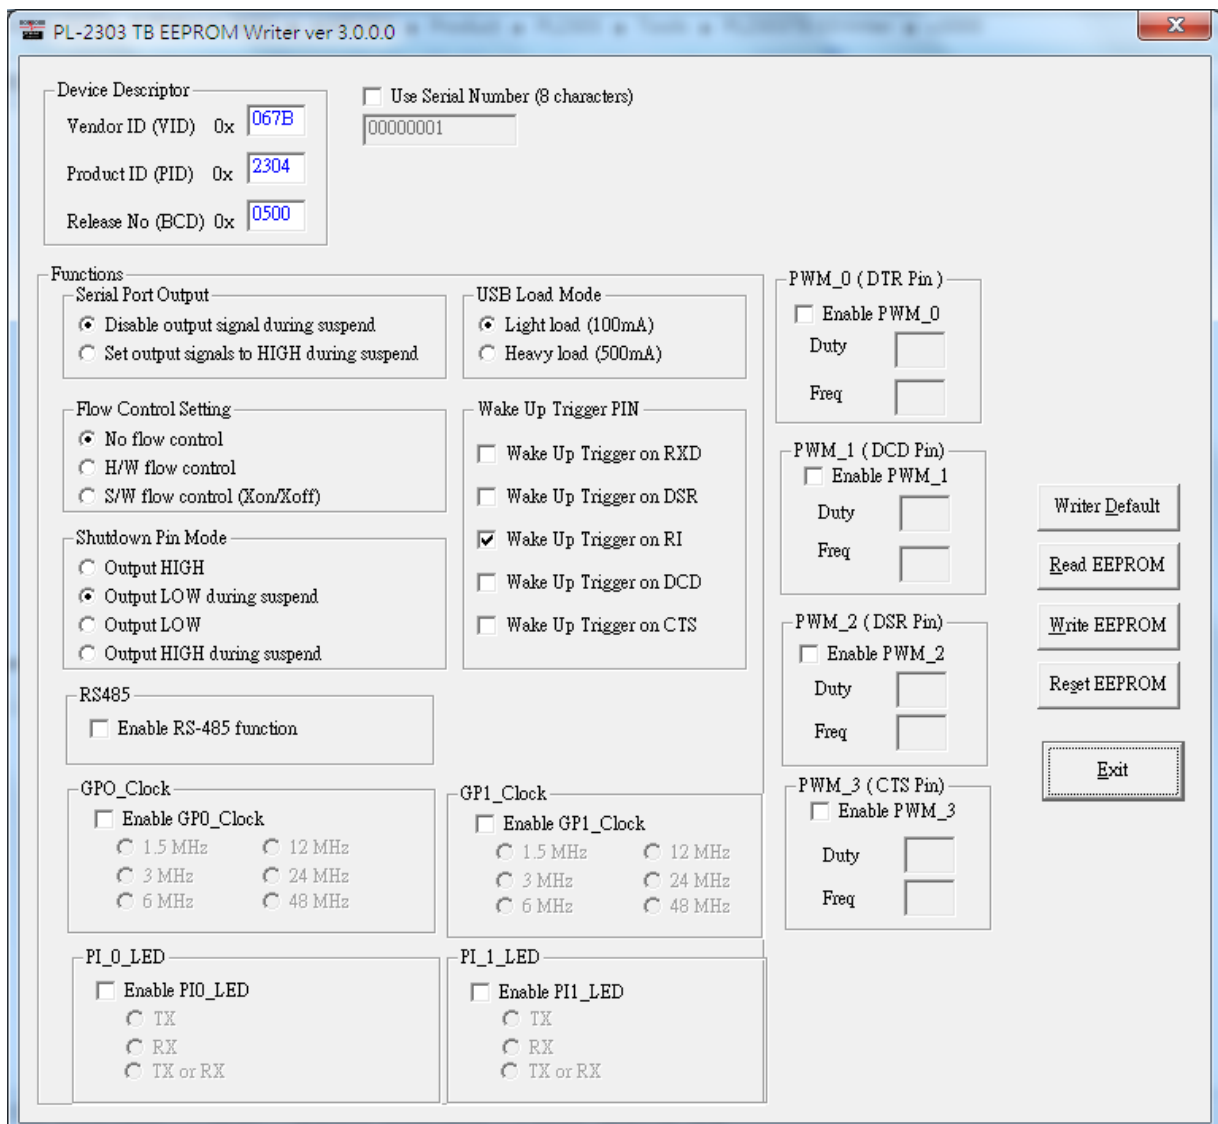 PL-2303 TB EEPROM Writer ver 3.0.0.0
Device Descriptor
Vendor ID (VID) 0x 067B
Product ID (PID) 0x 2304
Release No (BCD) 0x 0500
Use Serial Number (8 characters)
00000001
Functions
Serial Port Output
Disable output signal during suspend
Set output signals to HIGH during suspend
USB Load Mode
Light load (100mA)
Heavy load (500mA)
Flow Control Setting
No flow control
H/W flow control
S/W flow control (Xon/Xoff)
Wake Up Trigger PIN
Wake Up Trigger on RXD
Wake Up Trigger on DSR
Wake Up Trigger on RI
Wake Up Trigger on DCD
Wake Up Trigger on CTS
Shutdown Pin Mode
Output HIGH
Output LOW during suspend
Output LOW
Output HIGH during suspend
RS485
Enable RS-485 function
GPO_Clock
Enable GP0_Clock
1.5 MHz 12 MHz
3 MHz 24 MHz
6 MHz 48 MHz
GP1_Clock
Enable GP1_Clock
1.5 MHz 12 MHz
3 MHz 24 MHz
6 MHz 48 MHz
PI_0_LED
Enable PI0_LED
TX
RX
TX or RX
PI_1_LED
Enable PI1_LED
TX
RX
TX or RX
PWM_0 ( DTR Pin )
Enable PWM_0
Duty
Freq
PWM_1 ( DCD Pin)
Enable PWM_1
Duty
Freq
PWM_2 ( DSR Pin)
Enable PWM_2
Duty
Freq
PWM_3 ( CTS Pin)
Enable PWM_3
Duty
Freq
Writer Default
Read EEPROM
Write EEPROM
Reset EEPROM
Exit